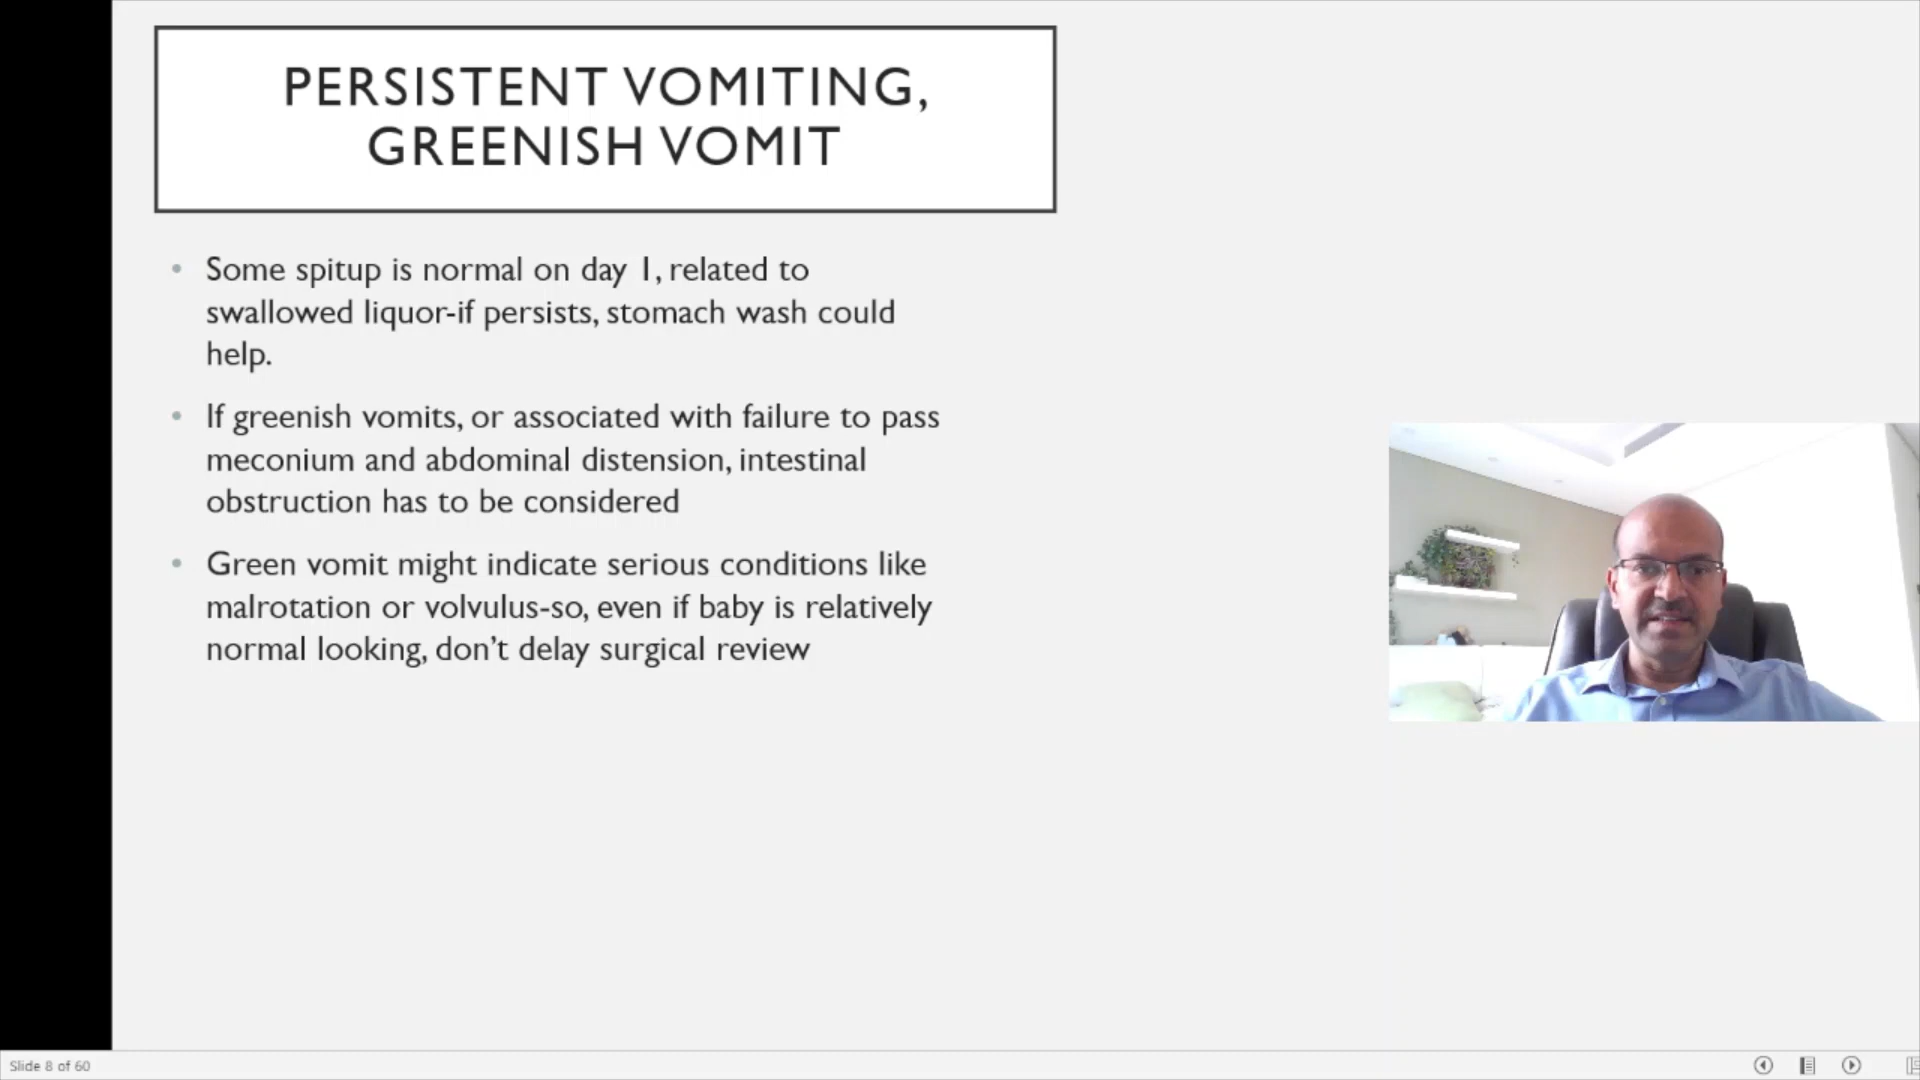 PERSISTENT VOMITING,
GREENISH VOMIT
• Some spitup is normal on day 1, related to
swallowed liquor-if persists, stomach wash could
help.
• If greenish vomits, or associated with failure to pass
meconium and abdominal distension, intestinal
obstruction has to be considered
• Green vomit might indicate serious conditions like
malrotation or volvulus-so, even if baby is relatively
normal looking, don’t delay surgical review
Slide 8 of 60